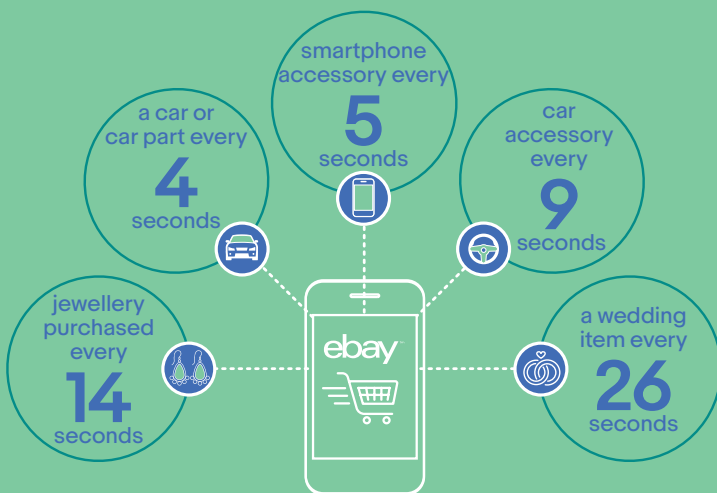 smartphone
accessory every
5
seconds
a car or
car part every
4
seconds
car
accessory
every
9
seconds
jewellery
purchased
every
14
seconds
ebay
a wedding
item every
26
seconds